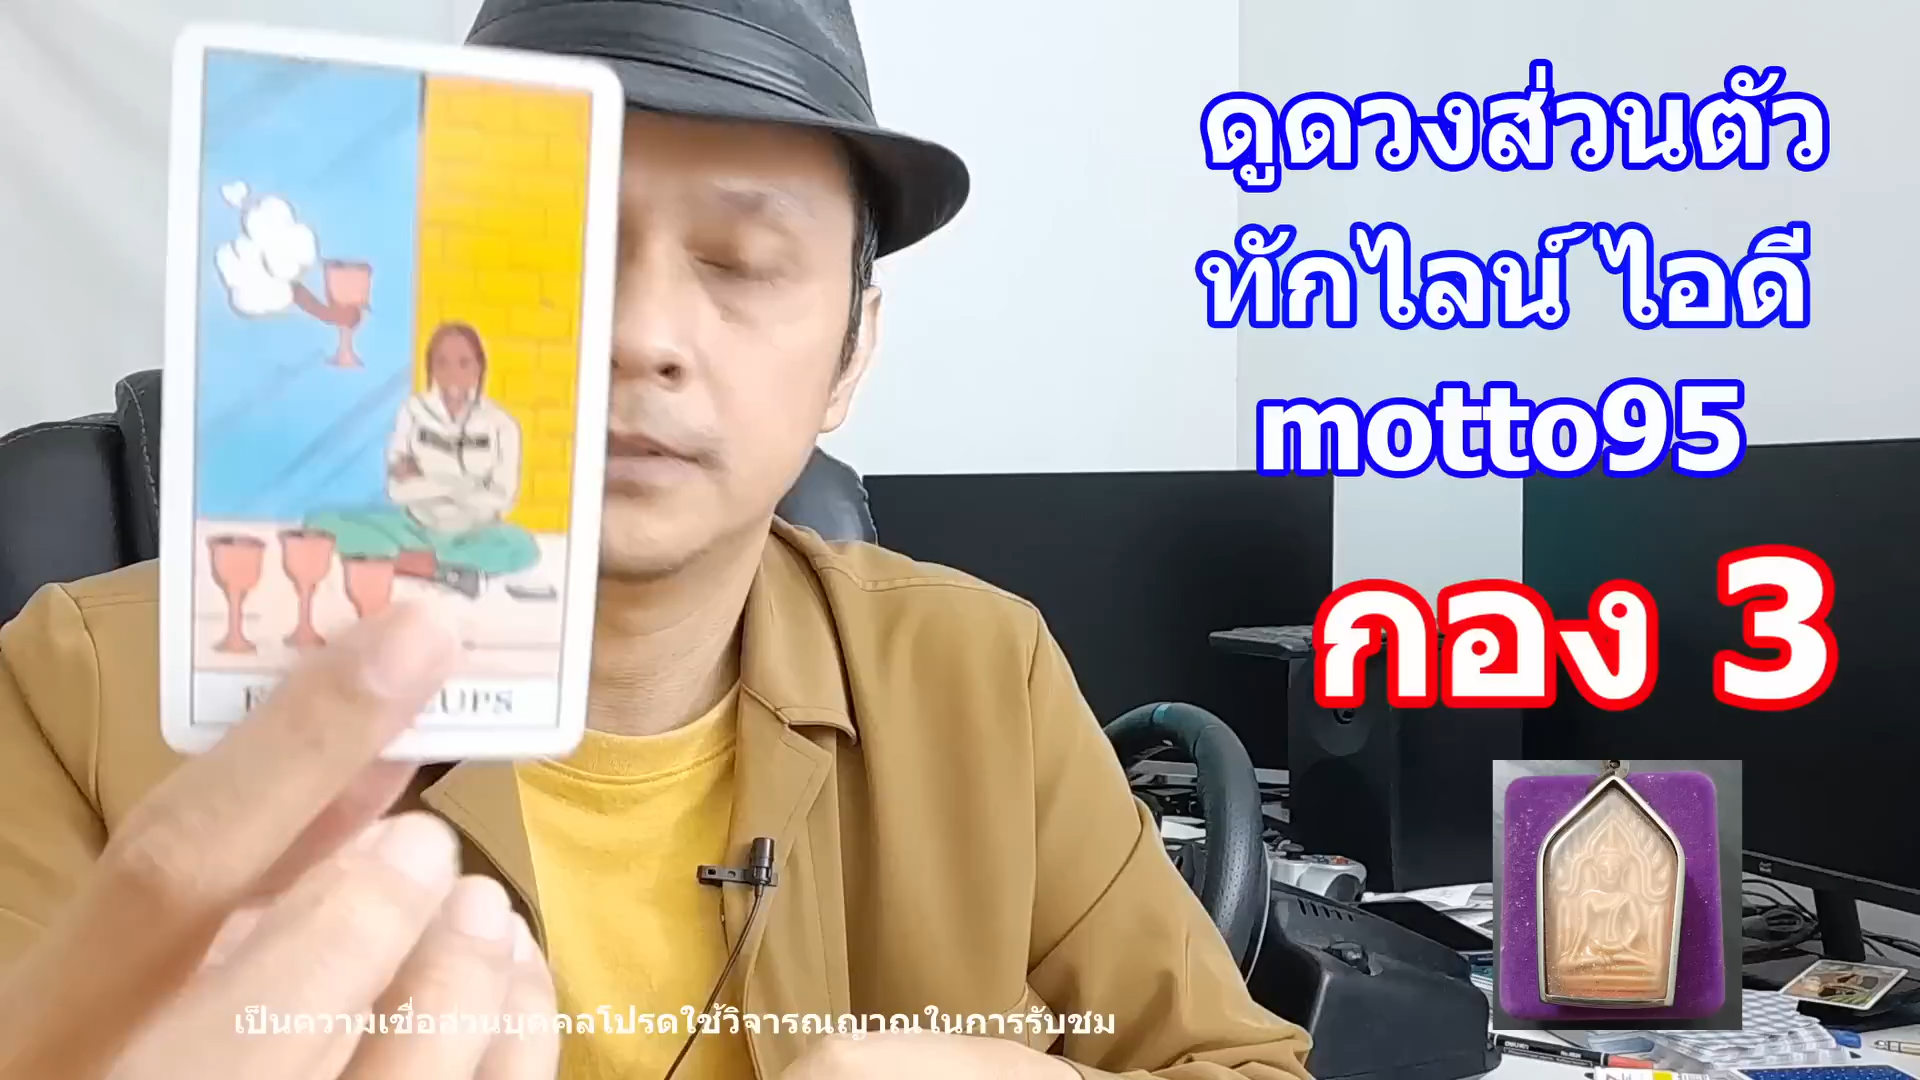 ดูดวงส่วนตัว
ทักไลน์ ไอดี
motto95
กอง 3
เป็นความเชื่อส่วนบุคคลโปรดใช้วิจารณญาณในการรับชม